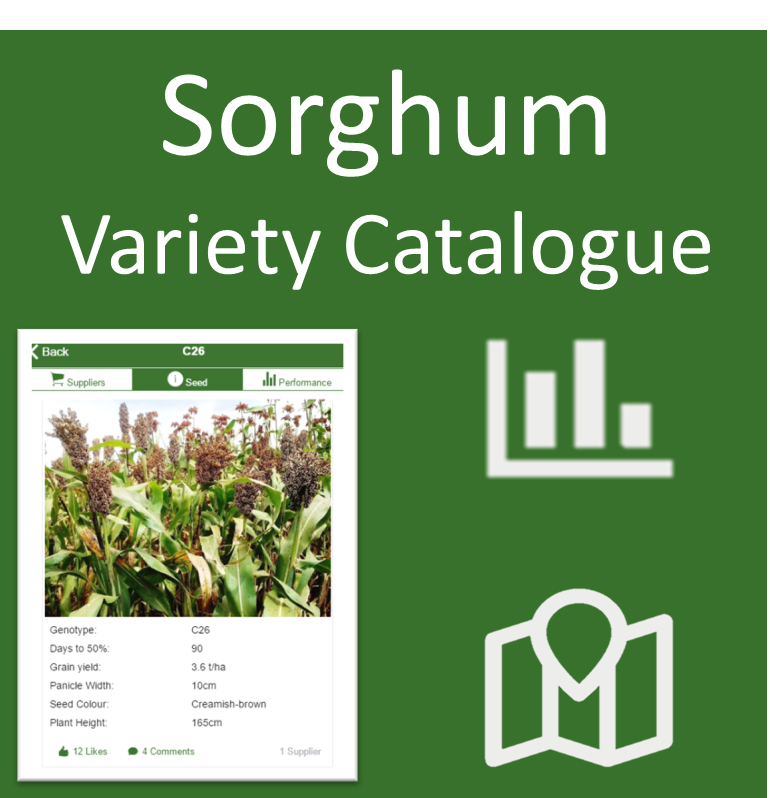 Sorghum
Variety Catalogue
Back C26
Suppliers i Seed Performance
Genotype: C26
Days to 50%: 90
Grain yield: 3.6 t/ha
Panicle Width: 10cm
Seed Colour: Creamish-brown
Plant Height: 165cm
12 Likes 4 Comments 1 Supplier